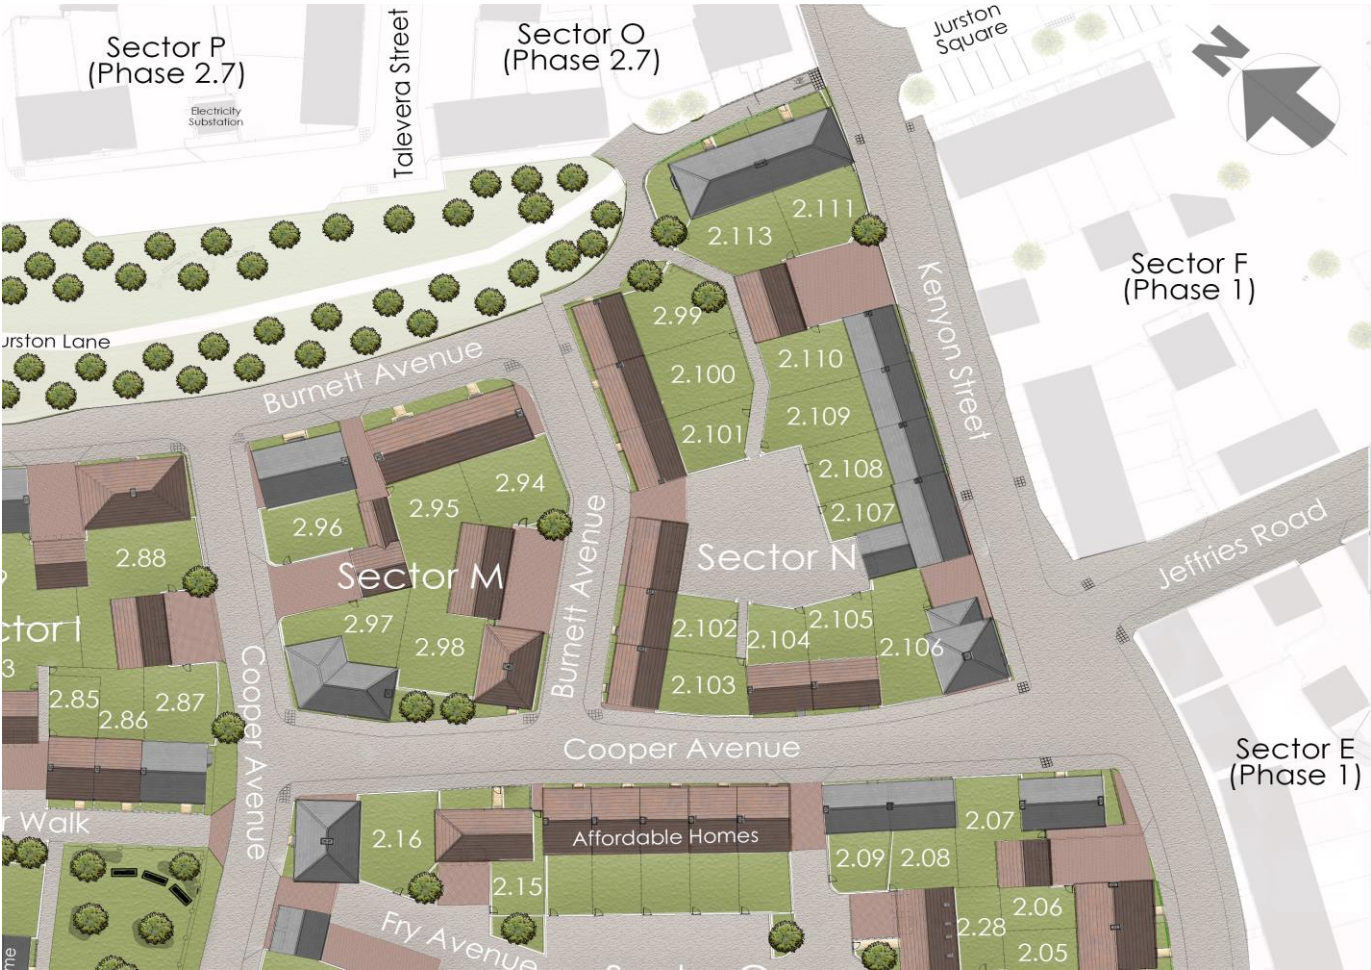 Sector P
(Phase 2.7)
Electricity
Substation
Talevera Street
Sector O
(Phase 2.7)
Jurston
Square
N
2.111
2.113
Sector F
(Phase 1)
Kenyon Street
2.99
urston Lane
Burnett Avenue
2.100
2.110
2.101
2.109
2.108
2.107
2.94
2.95
2.96
Sector M
Burnett Avenue
Sector N
Jeffries Road
2.88
ctor I
3
2.97
2.98
2.102
2.103
2.104
2.105
2.106
2.85
2.86
2.87
Cooper Avenue
Cooper Avenue
Sector E
(Phase 1)
r Walk
2.16
Affordable Homes
2.15
2.09
2.08
2.07
2.06
2.05
2.28
Fry Avenue
me